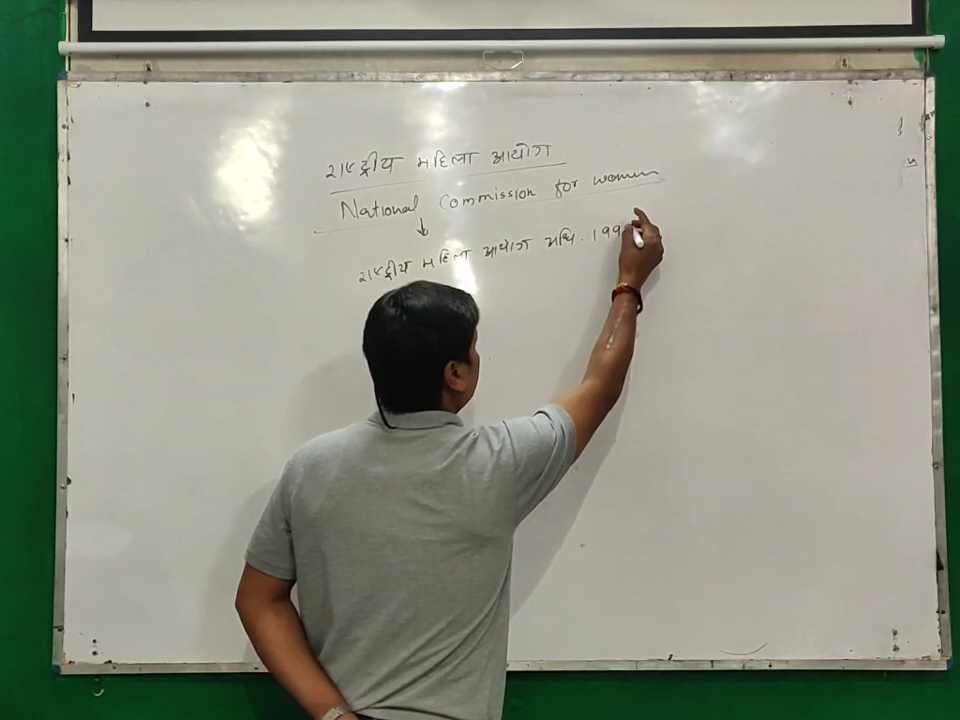 राष्ट्रीय महिला आयोग
National Commission for women
राष्ट्रीय महिला आयोग अधि. 199